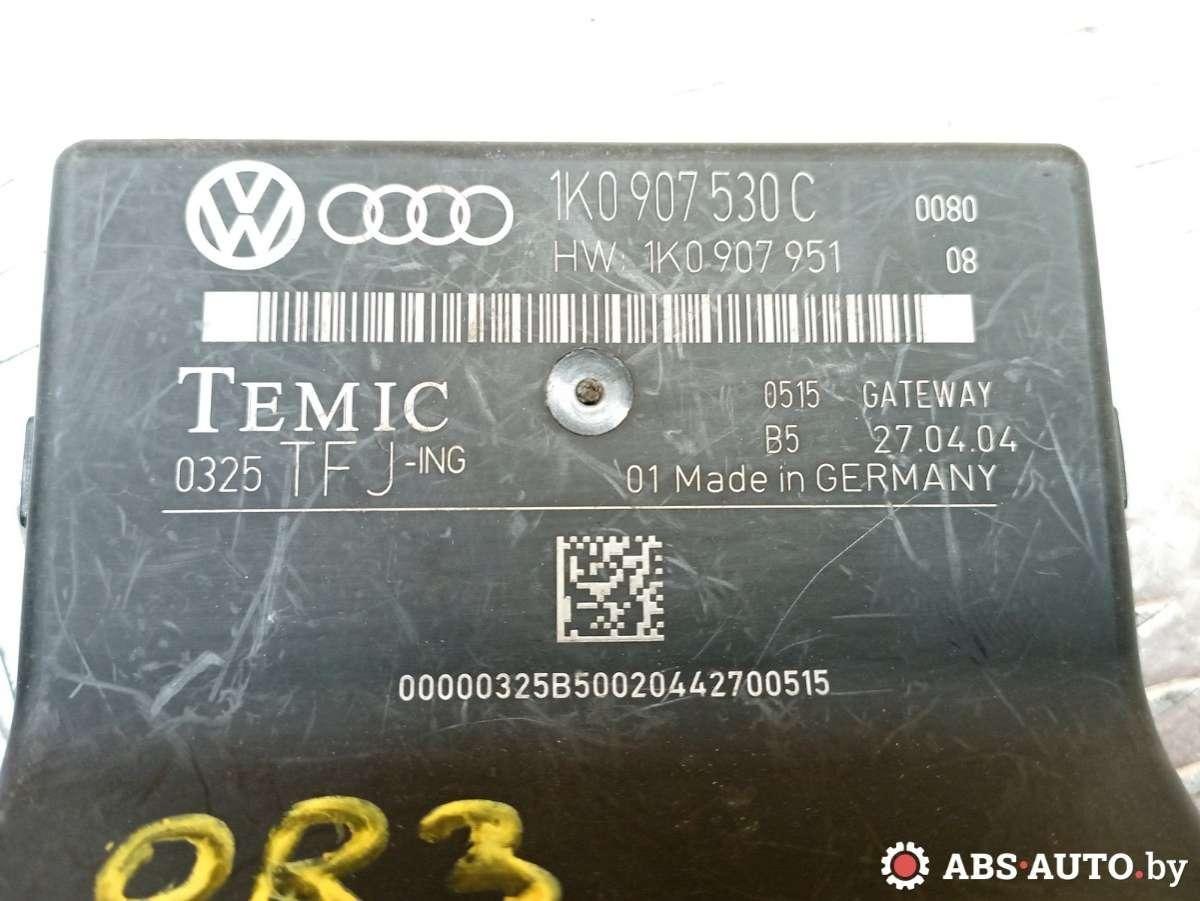 1K0 907 530 C 0080
HW: 1K0 907 951 08
TEMIC 0515 GATEWAY
B5 27.04.04
0325 TFJ-ING 01 Made in GERMANY
00000325B50020442700515
OR3
ABS-AUTO.by